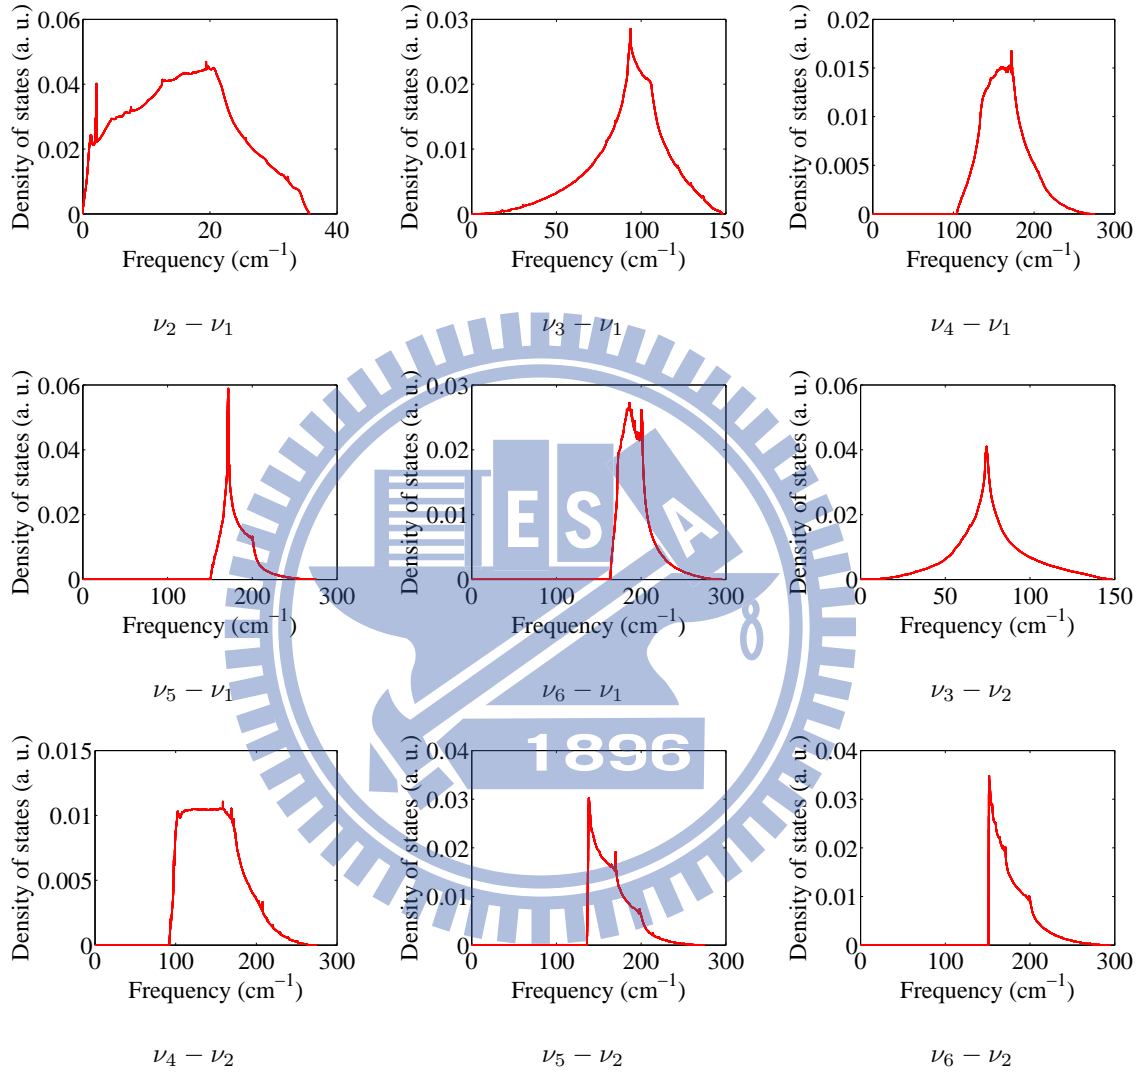 Density of states (a. u.)
0.06
0.04
0.02
0
0 20 40
Frequency (cm⁻¹)
ν₂ − ν₁
Density of states (a. u.)
0.03
0.02
0.01
0
0 50 100 150
Frequency (cm⁻¹)
ν₃ − ν₁
Density of states (a. u.)
0.02
0.015
0.01
0.005
0
0 100 200 300
Frequency (cm⁻¹)
ν₄ − ν₁
Density of states (a. u.)
0.06
0.04
0.02
0
0 100 200 300
Frequency (cm⁻¹)
ν₅ − ν₁
Density of states (a. u.)
0.03
0.02
0.01
0
0 100 200 300
Frequency (cm⁻¹)
ν₆ − ν₁
Density of states (a. u.)
0.06
0.04
0.02
0
0 50 100 150
Frequency (cm⁻¹)
ν₃ − ν₂
Density of states (a. u.)
0.015
0.01
0.005
0
0 100 200 300
Frequency (cm⁻¹)
ν₄ − ν₂
Density of states (a. u.)
0.04
0.03
0.02
0.01
0
0 100 200 300
Frequency (cm⁻¹)
ν₅ − ν₂
Density of states (a. u.)
0.04
0.03
0.02
0.01
0
0 100 200 300
Frequency (cm⁻¹)
ν₆ − ν₂
E S A
8
1896